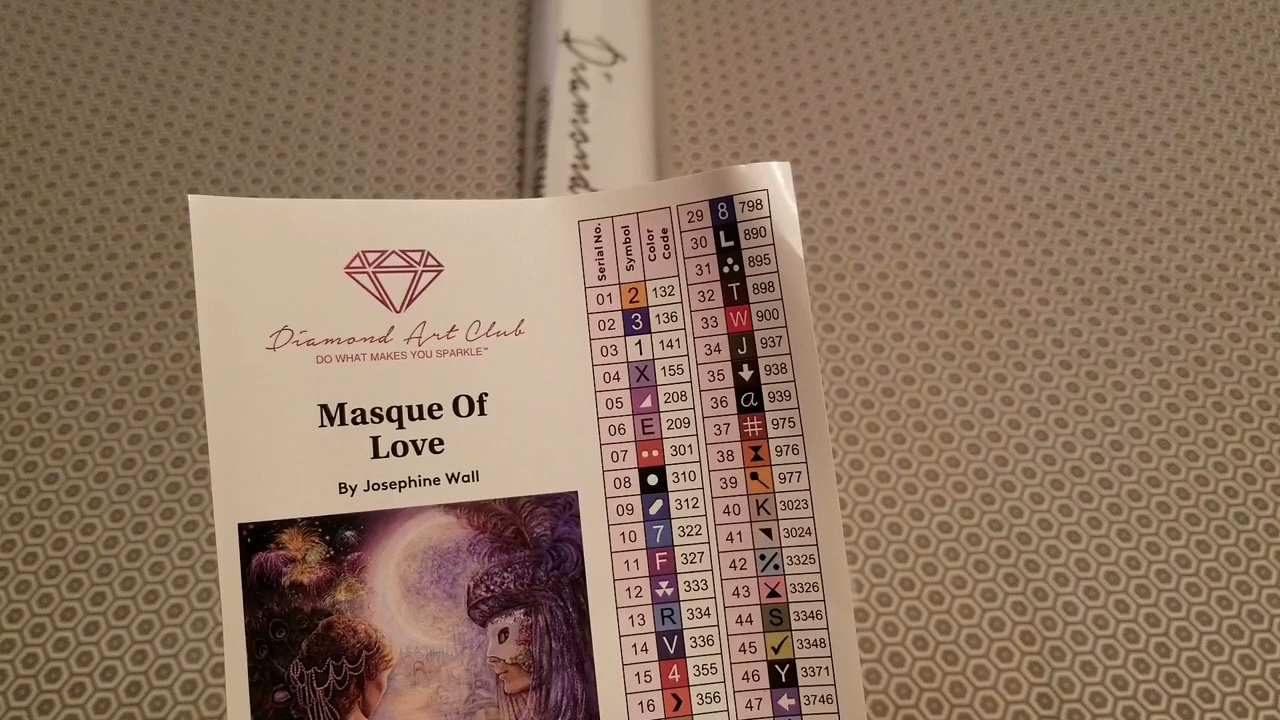 Diamond
Diamond Art Club
DO WHAT MAKES YOU SPARKLE™
Masque Of
Love
By Josephine Wall
Serial No. Symbol Color Code
01 2 132
02 3 136
03 1 141
04 X 155
05 208
06 E 209
07 301
08 310
09 312
10 7 322
11 F 327
12 333
13 R 334
14 V 336
15 4 355
16 356
29 8 798
30 L 890
31 895
32 T 898
33 W 900
34 J 937
35 938
36 a 939
37 # 975
38 976
39 977
40 K 3023
41 3024
42 3325
43 3326
44 S 3346
45 ✓ 3348
46 Y 3371
47 3746